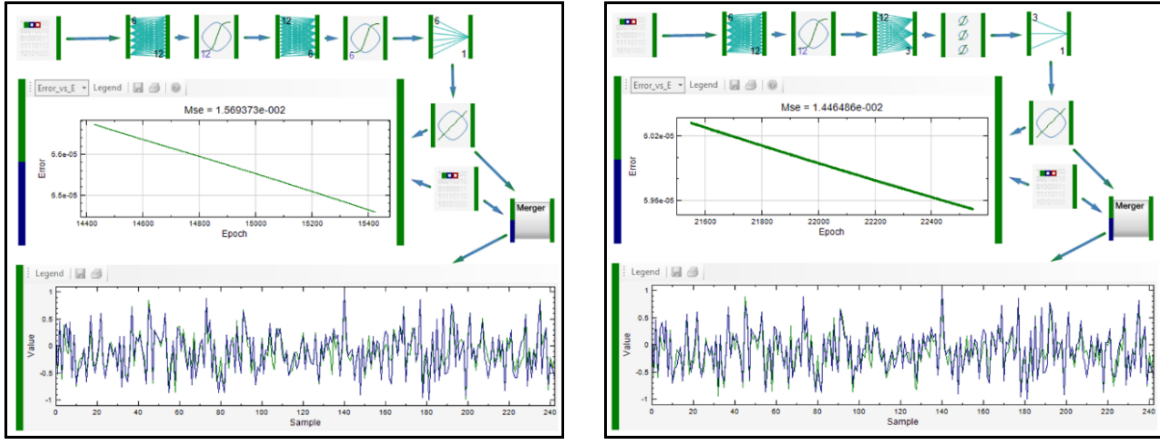 6
12
12
12
6
6
6
1
Error_vs_E
Legend
Mse = 1.569373e-002
Error
5.6e-05
5.5e-05
14400 14600 14800 15000 15200 15400
Epoch
Merger
Legend
Value
1
0.5
0
-0.5
-1
0 20 40 60 80 100 120 140 160 180 200 220 240
Sample
6
12
12
12
3
3
1
Error_vs_E
Legend
Mse = 1.446486e-002
Error
6.02e-05
5.96e-05
21600 21800 22000 22200 22400
Epoch
Merger
Legend
Value
1
0.5
0
-0.5
-1
0 20 40 60 80 100 120 140 160 180 200 220 240
Sample